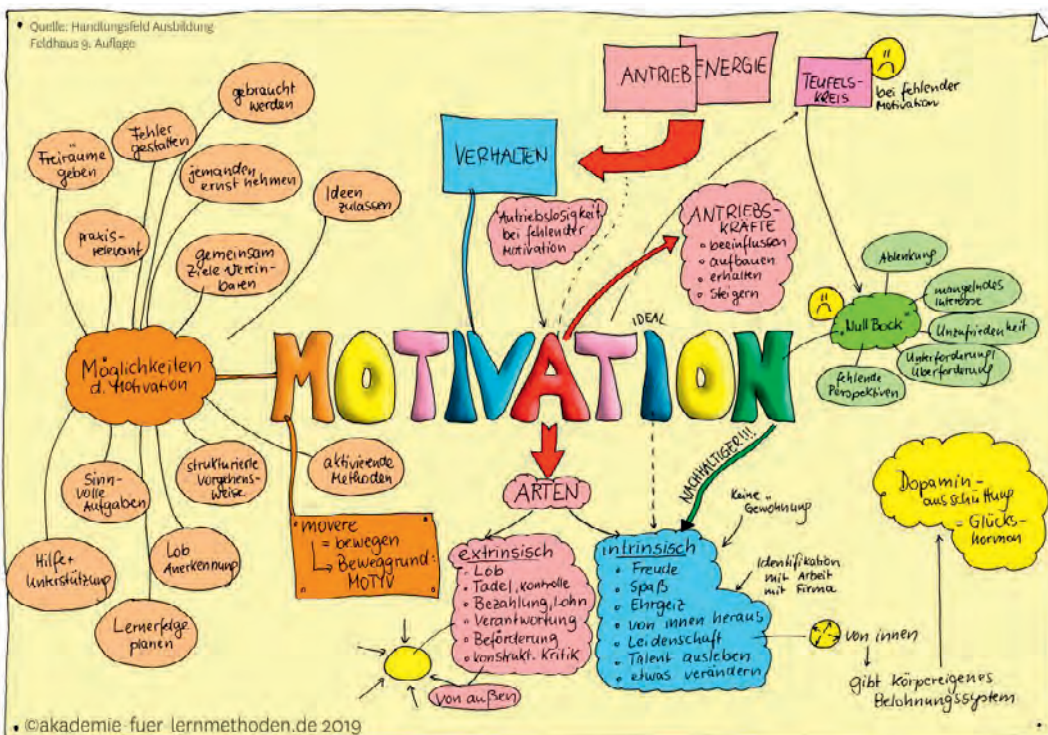 Quelle: Handlungsfeld Ausbildung
Feldhaus 9. Auflage
gebraucht
werden
Fehler
gestatten
Freiräume
geben
jemanden
ernst nehmen
Ideen
zulassen
praxis-
relevant
gemeinsam
Ziele verein-
baren
Möglichkeiten
d. Motivation
strukturierte
Vorgehens-
weise
aktivierende
Methoden
Sinn-
volle
Aufgaben
Hilfe+
Unterstützung
Lob
Anerkennung
Lernerfolge
planen
ANTRIEB
ENERGIE
VERHALTEN
Antriebslosigkeit
bei fehlender
Motivation
ANTRIEBS-
KRÄFTE
beeinflussen
aufbauen
erhalten
steigern
TEUFELS-
KREIS
bei fehlender
Motivation
Ablenkung
mangelndes
Interesse
"Null Bock"
Unzufriedenheit
Unterforderung/
Überforderung
fehlende
Perspektiven
IDEAL
MOTIVATION
movere
= bewegen
Beweggrund:
MOTIV
ARTEN
NACHHALTIGER!!!
extrinsisch
Lob
Tadel, Kontrolle
Bezahlung, Lohn
Verantwortung
Beförderung
konstrukt. Kritik
von außen
intrinsisch
Freude
Spaß
Ehrgeiz
von innen heraus
Leidenschaft
Talent ausleben
etwas verändern
keine
Gewöhnung
Identifikation
mit Arbeit
mit Firma
von innen
gibt körpereigenes
Belohnungssystem
Dopamin-
ausschüttung
= Glücks-
hormon
©akademie-fuer-lernmethoden.de 2019